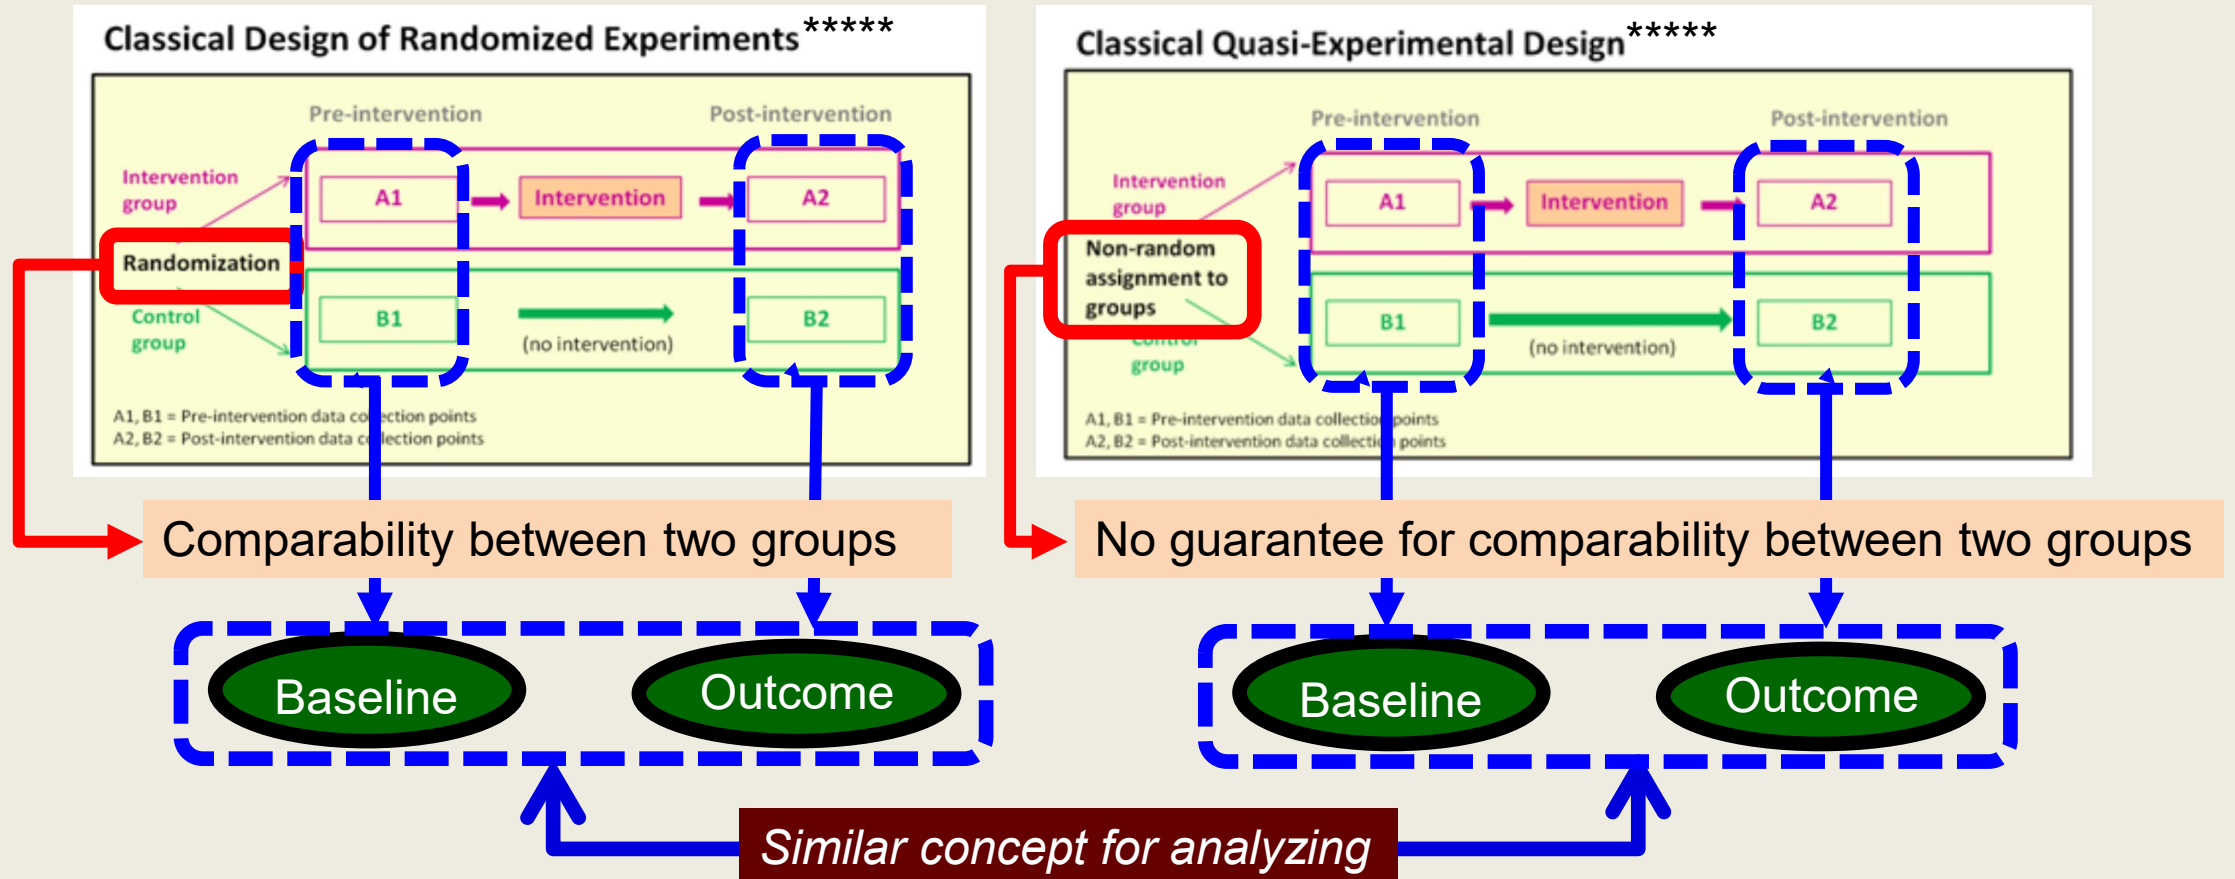 Classical Design of Randomized Experiments*****
Pre-intervention
Post-intervention
Intervention
group
A1
Intervention
A2
Randomization
Control
group
B1
(no intervention)
B2
A1, B1 = Pre-intervention data collection points
A2, B2 = Post-intervention data collection points
Classical Quasi-Experimental Design*****
Pre-intervention
Post-intervention
Intervention
group
A1
Intervention
A2
Non-random
assignment to
groups
Control
group
B1
(no intervention)
B2
A1, B1 = Pre-intervention data collection points
A2, B2 = Post-intervention data collection points
Comparability between two groups
No guarantee for comparability between two groups
Baseline
Outcome
Baseline
Outcome
Similar concept for analyzing